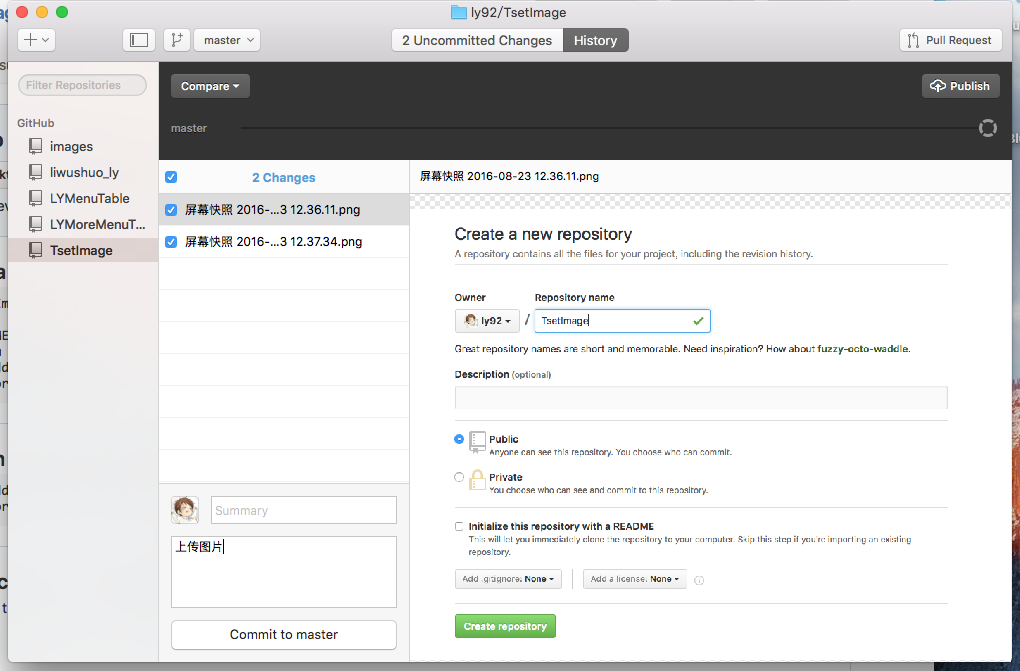 ly92/TsetImage
master
2 Uncommitted Changes
History
Pull Request
Filter Repositories
Compare
Publish
GitHub
master
images
liwushuo_ly
LYMenuTable
LYMoreMenuT...
TsetImage
2 Changes
屏幕快照 2016-08-23 12.36.11.png
屏幕快照 2016-...3 12.36.11.png
屏幕快照 2016-...3 12.37.34.png
Create a new repository
A repository contains all the files for your project, including the revision history.
Owner
Repository name
ly92
/
TsetImage
Great repository names are short and memorable. Need inspiration? How about fuzzy-octo-waddle.
Description (optional)
Public
Anyone can see this repository. You choose who can commit.
Private
You choose who can see and commit to this repository.
Initialize this repository with a README
This will let you immediately clone the repository to your computer. Skip this step if you're importing an existing
repository.
Add .gitignore: None
Add a license: None
Create repository
Summary
上传图片
Commit to master